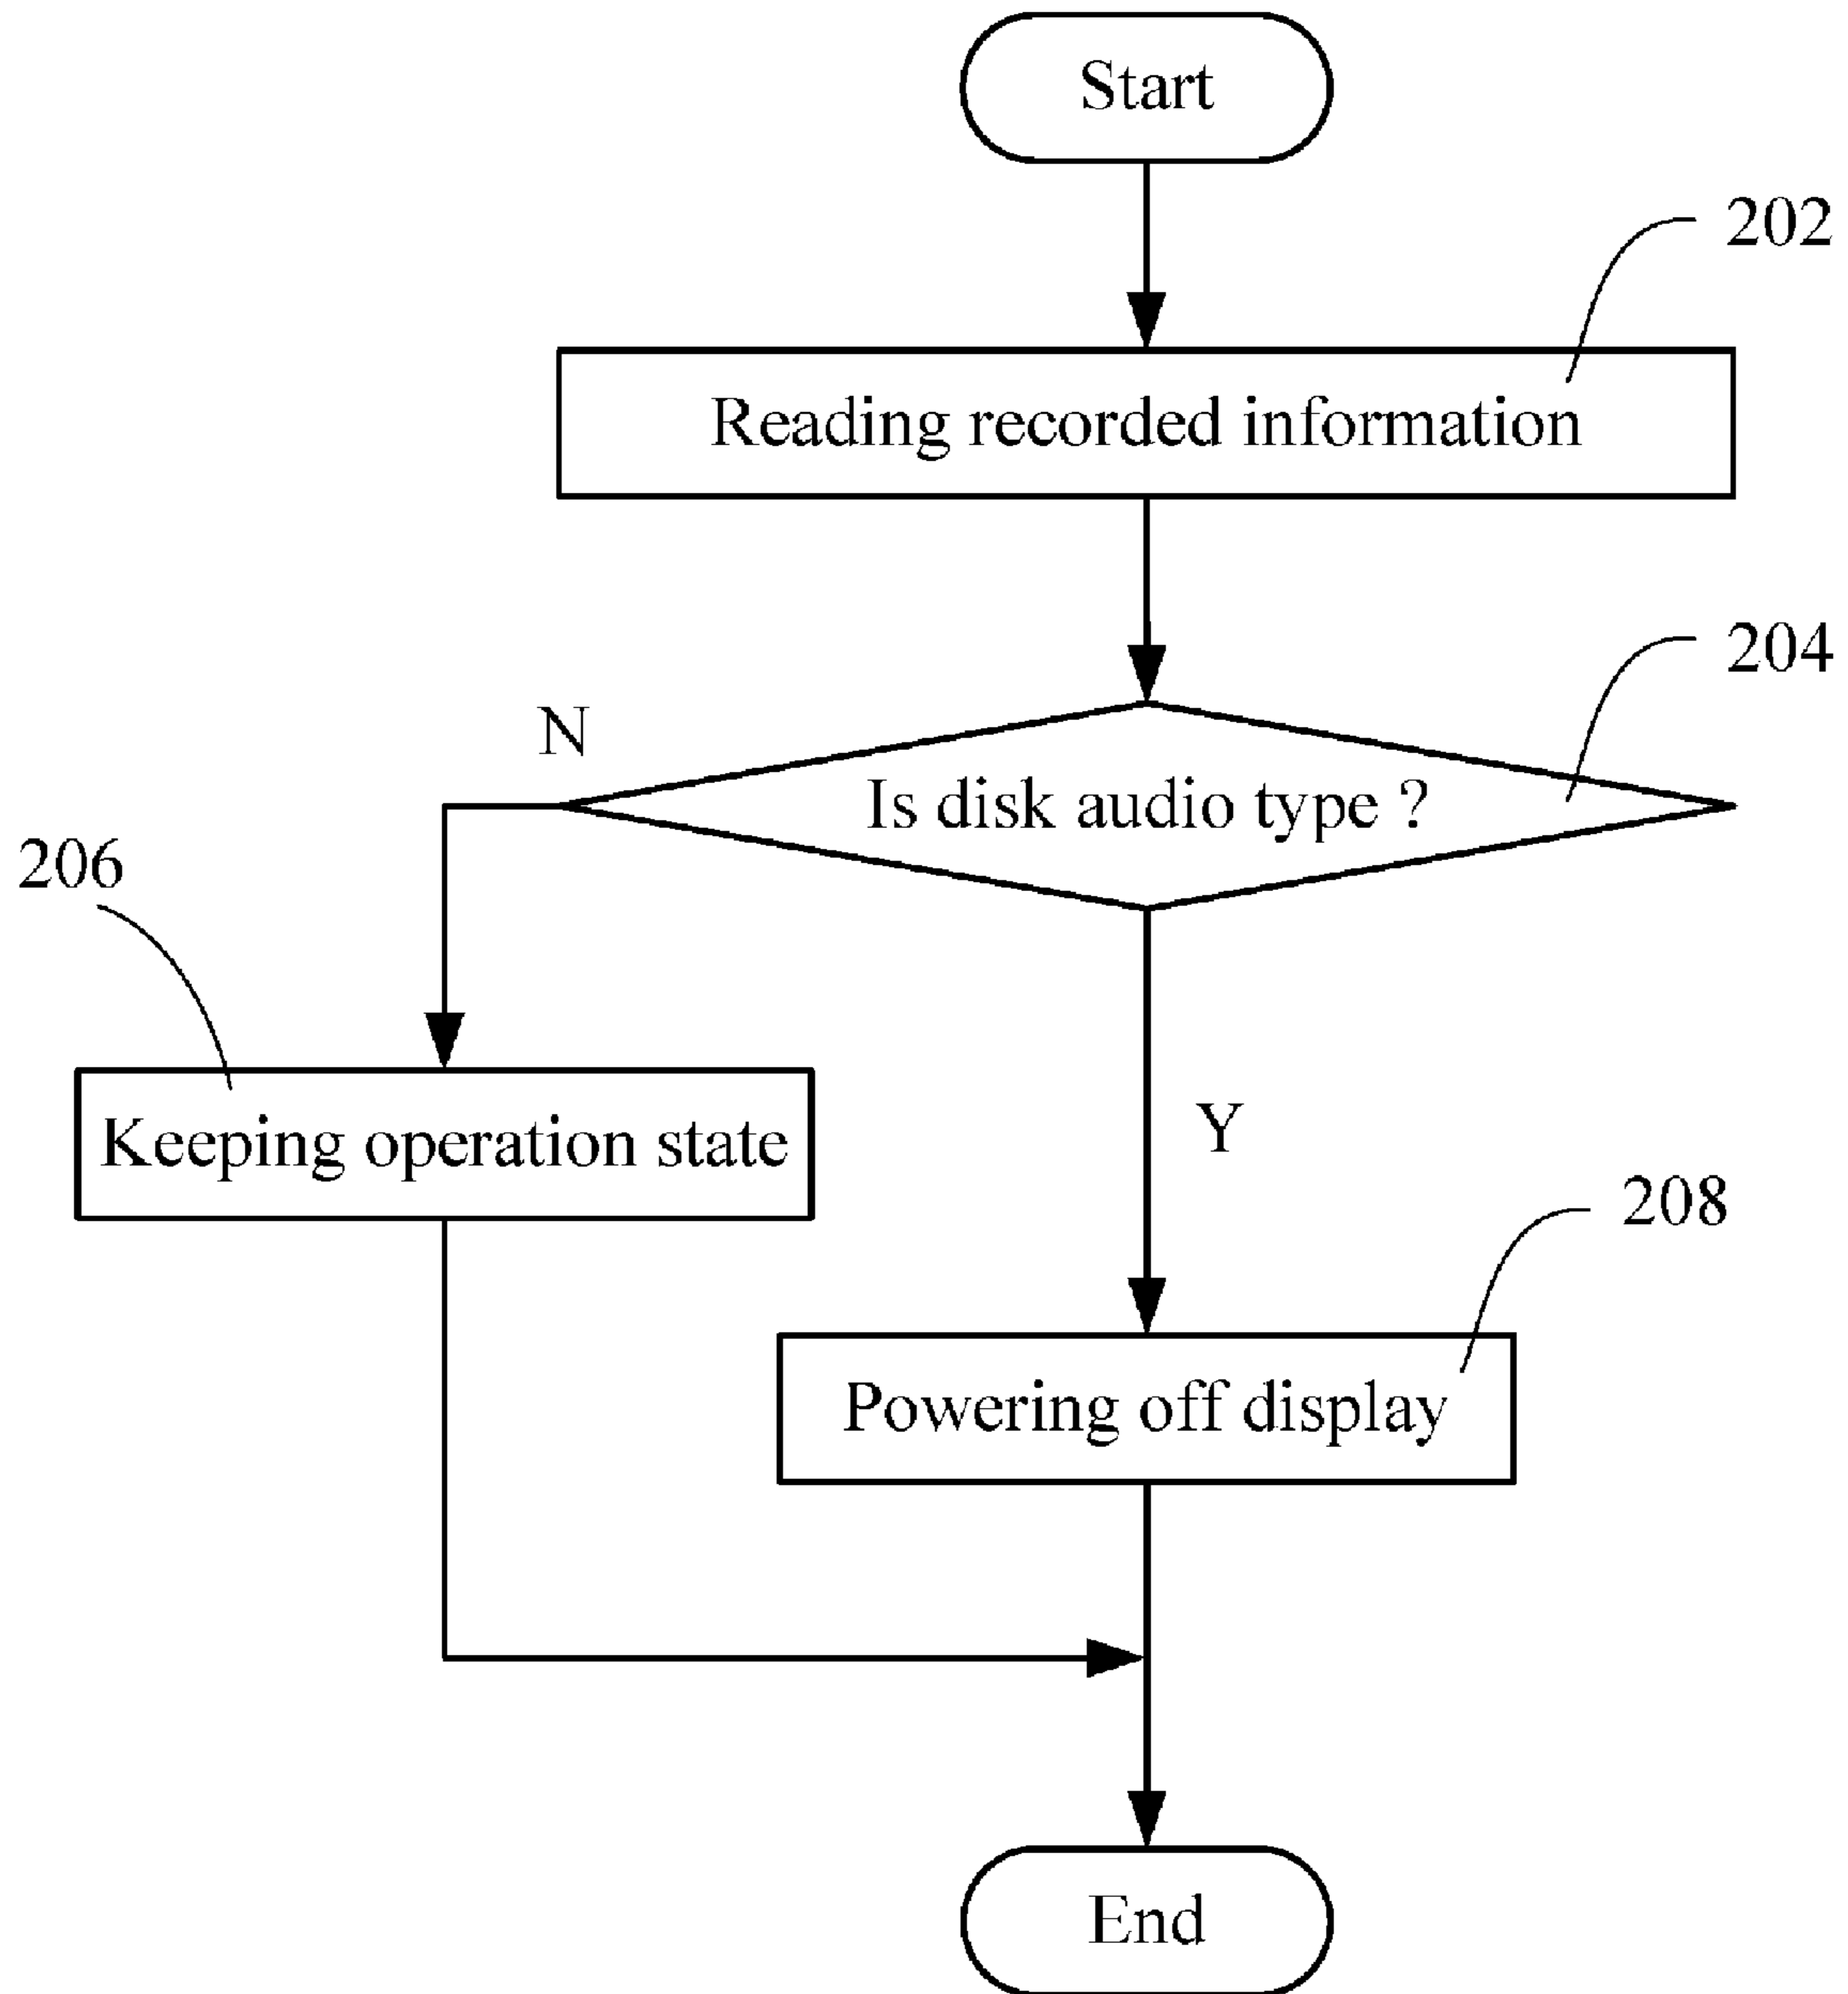 Start
202
Reading recorded information
204
N
Is disk audio type ?
206
Keeping operation state
Y
208
Powering off display
End